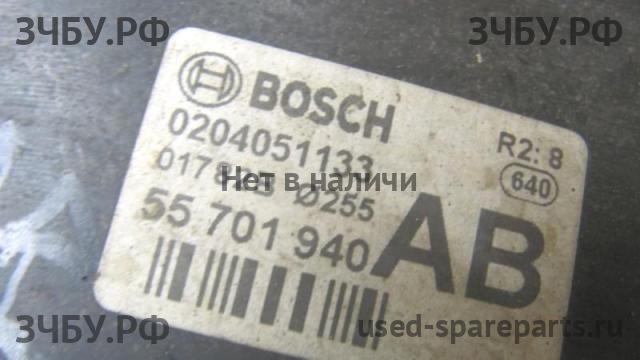 ЗЧБУ.РФ
ЗЧБУ.РФ
BOSCH
0204051133
R2: 8
640
Ø255
Нет в наличи
55 701 940
AB
ЗЧБУ.РФ
used-spareparts.ru